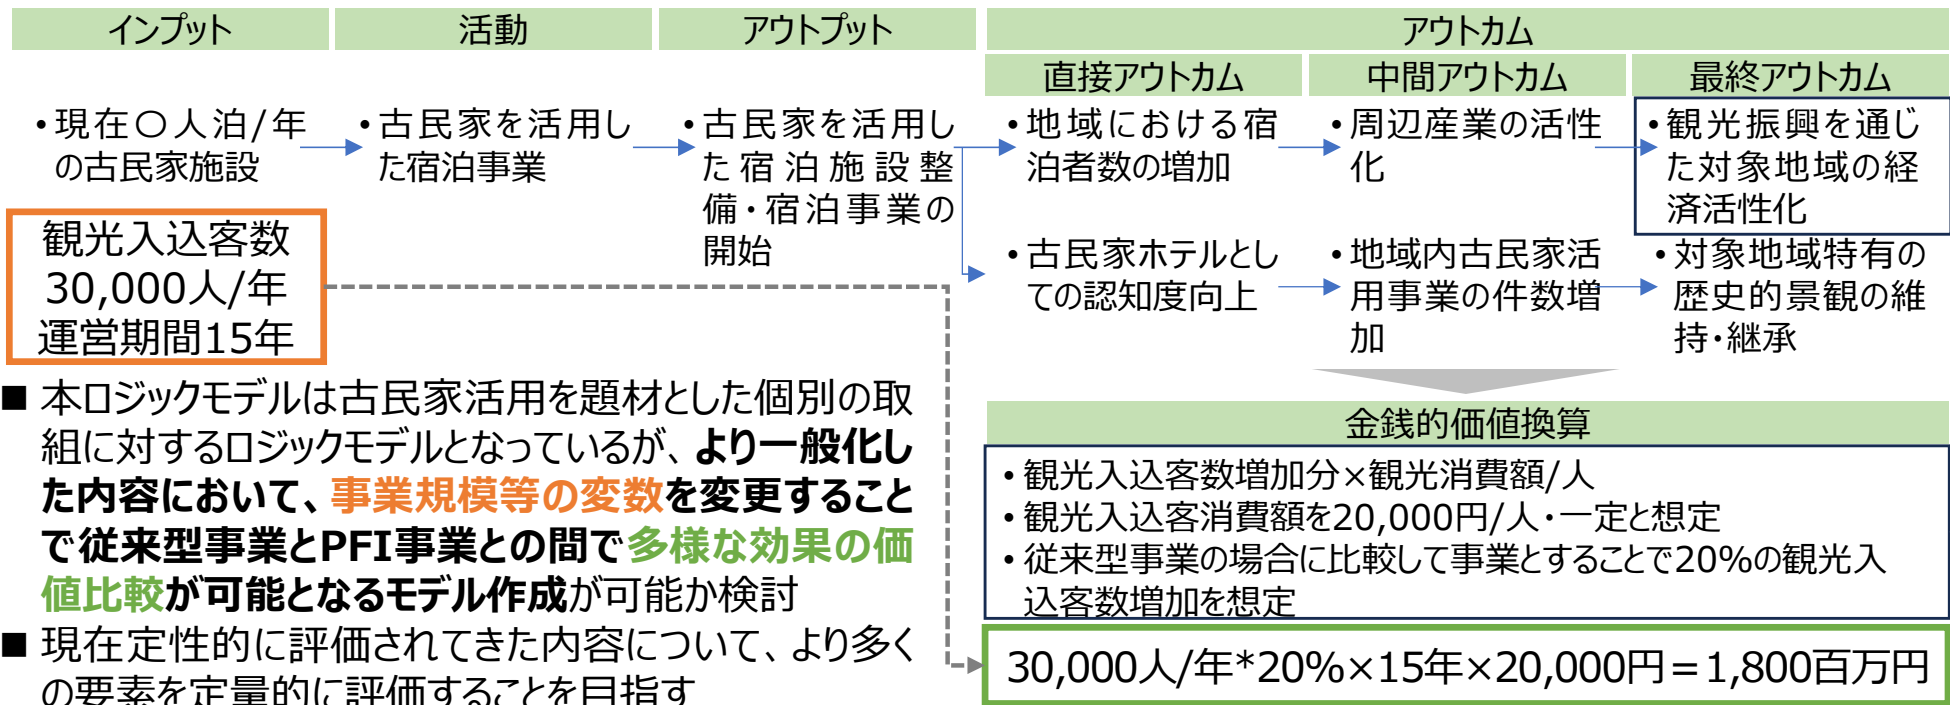 インプット
活動
アウトプット
アウトカム
直接アウトカム
中間アウトカム
最終アウトカム
•現在〇人泊/年
の古民家施設
•古民家を活用し
た宿泊事業
•古民家を活用し
た宿泊施設整
備・宿泊事業の
開始
•地域における宿
泊者数の増加
•周辺産業の活性
化
•観光振興を通じ
た対象地域の経
済活性化
•古民家ホテルとし
ての認知度向上
•地域内古民家活
用事業の件数増
加
•対象地域特有の
歴史的景観の維
持・継承
観光入込客数
30,000人/年
運営期間15年
■ 本ロジックモデルは古民家活用を題材とした個別の取
組に対するロジックモデルとなっているが、より一般化し
た内容において、事業規模等の変数を変更すること
で従来型事業とPFI事業との間で多様な効果の価
値比較が可能となるモデル作成が可能か検討
■ 現在定性的に評価されてきた内容について、より多く
の要素を定量的に評価することを目指す
金銭的価値換算
•観光入込客数増加分×観光消費額/人
•観光入込客消費額を20,000円/人・一定と想定
•従来型事業の場合に比較して事業とすることで20%の観光入
込客数増加を想定
30,000人/年*20%×15年×20,000円=1,800百万円